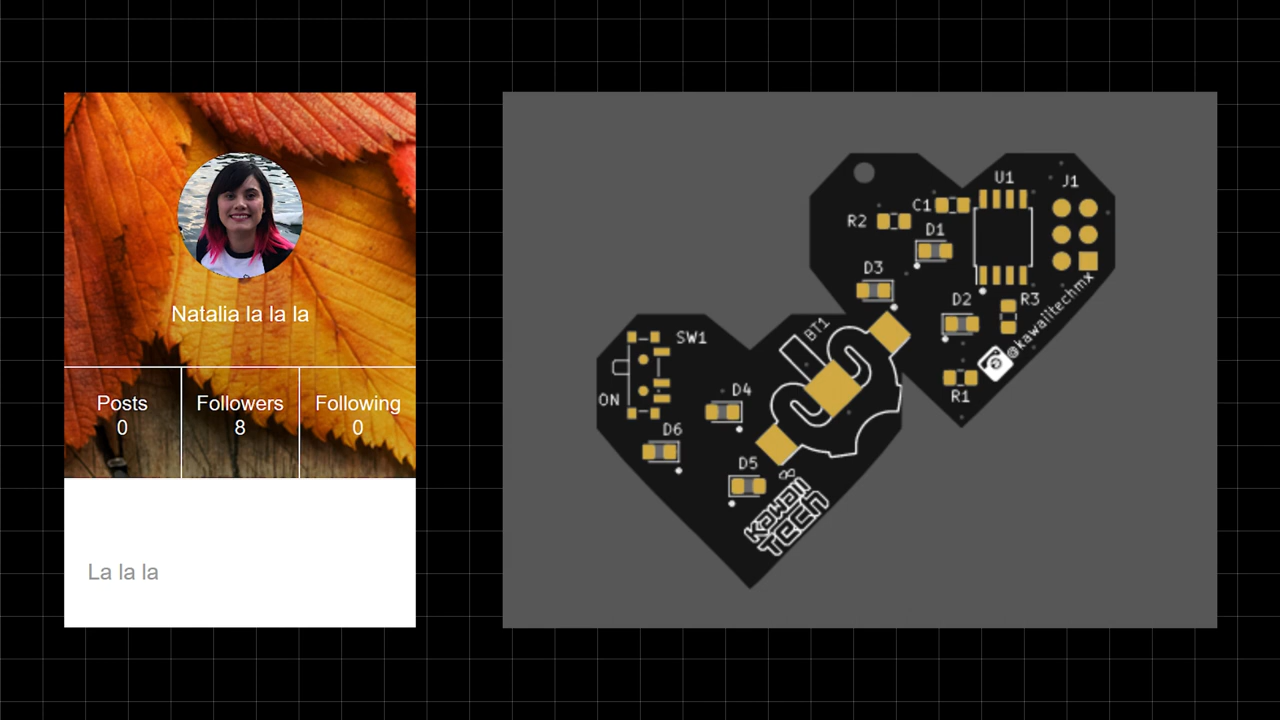 Natalia la la la
Posts
0
Followers
8
Following
0
La la la
U1
J1
C1
R2
D1
D3
D2
R3
@kawaiitechmx
R1
BT1
SW1
ON
D4
D6
D5
KAWAII
TECH